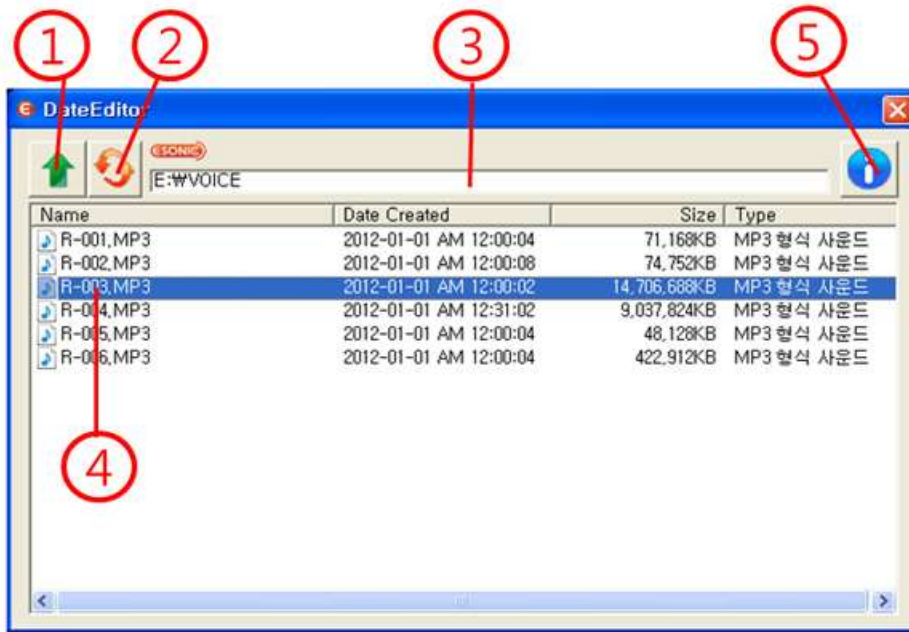 1 2 3 5
DateEditor
ESONIC
E:₩VOICE
Name Date Created Size Type
R-001.MP3 2012-01-01 AM 12:00:04 71,168KB MP3 형식 사운드
R-002.MP3 2012-01-01 AM 12:00:08 74,752KB MP3 형식 사운드
R-003.MP3 2012-01-01 AM 12:00:02 14,706,688KB MP3 형식 사운드
R-004.MP3 2012-01-01 AM 12:31:02 9,037,824KB MP3 형식 사운드
R-005.MP3 2012-01-01 AM 12:00:04 48,128KB MP3 형식 사운드
R-006.MP3 2012-01-01 AM 12:00:04 422,912KB MP3 형식 사운드
4